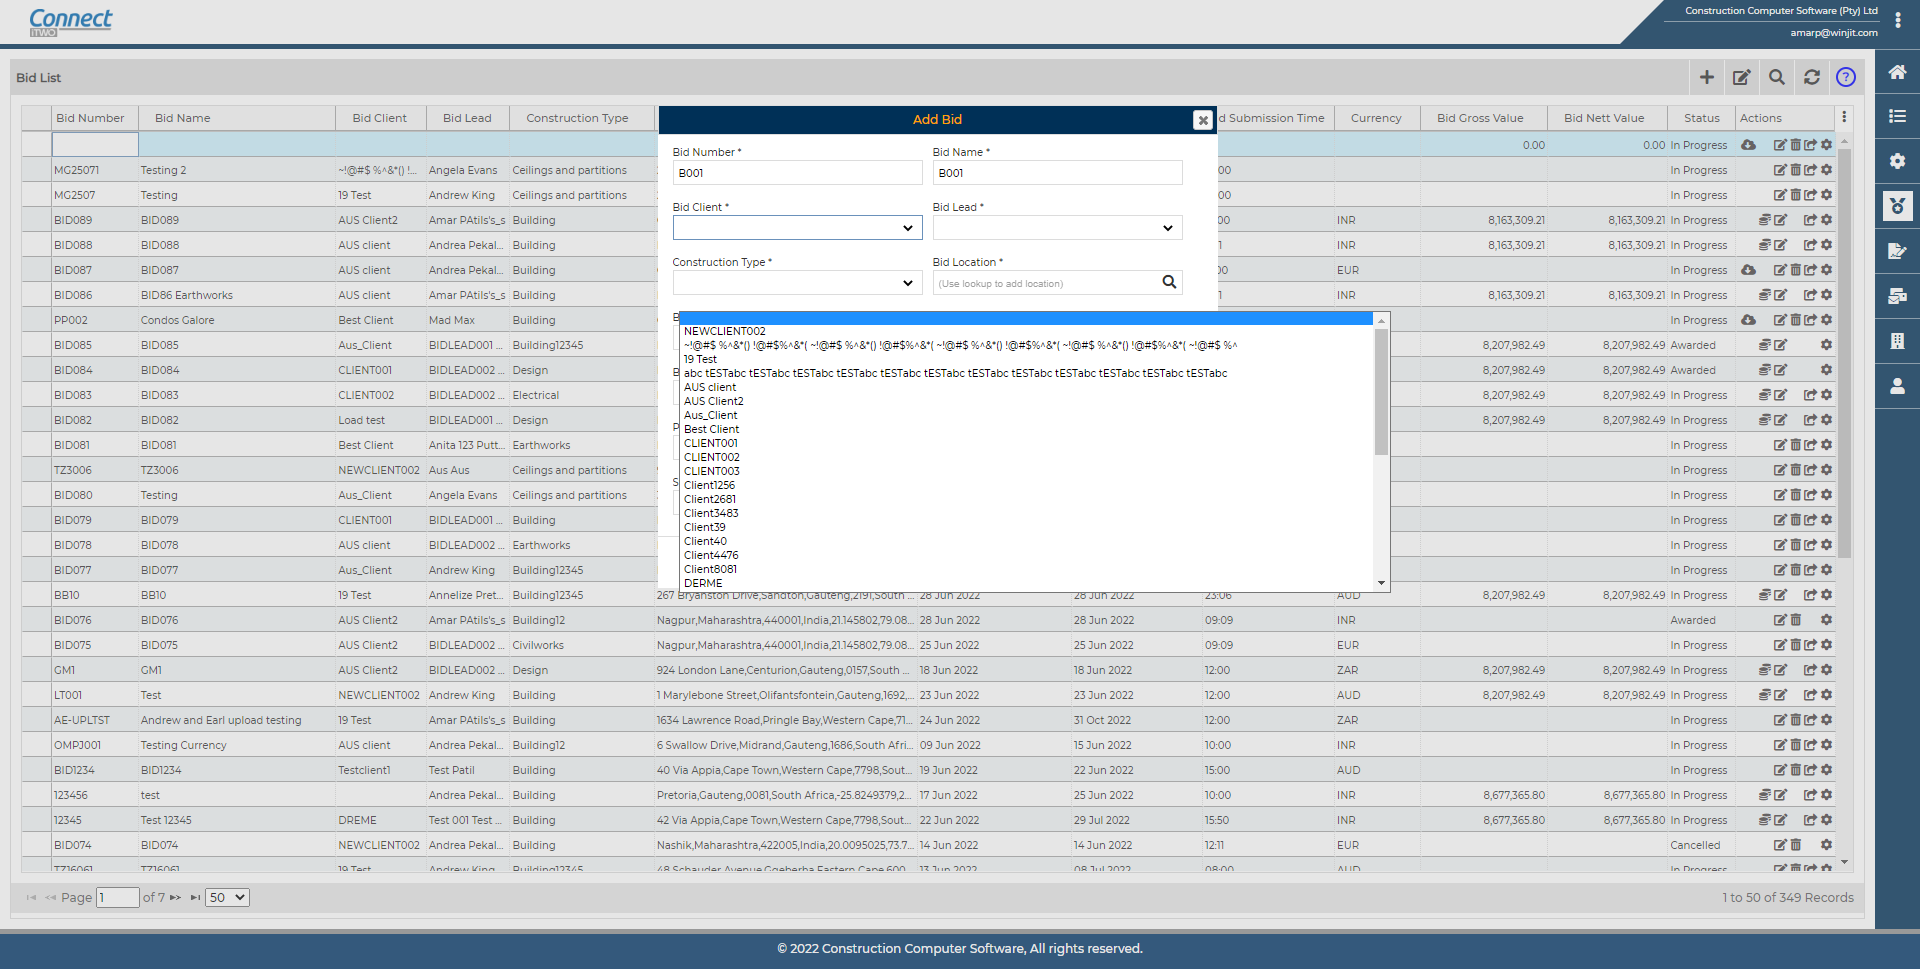 Connect
iTWO
Construction Computer Software (Pty) Ltd
amarp@winjit.com
Bid List
?
Add Bid
Bid Number *
Bid Name *
B001
B001
Bid Client *
Bid Lead *
Construction Type *
Bid Location *
(Use lookup to add location)
NEWCLIENT002
~!@#$ %^&*() !@#$%^&*( ~!@#$ %^&*() !@#$%^&*( ~!@#$ %^&*() !@#$%^&*( ~!@#$ %^&*() !@#$%^&*( ~!@#$ %^
19 Test
abc tESTabc tESTabc tESTabc tESTabc tESTabc tESTabc tESTabc tESTabc tESTabc tESTabc tESTabc tESTabc
AUS client
AUS Client2
Aus_Client
Best Client
CLIENT001
CLIENT002
CLIENT003
Client1256
Client2681
Client3483
Client39
Client40
Client4476
Client8081
DERME
Bid Number Bid Name Bid Client Bid Lead Construction Type d Submission Time Currency Bid Gross Value Bid Nett Value Status Actions
0.00 0.00 In Progress
MG25071 Testing 2 ~!@#$ %^&*() !... Angela Evans Ceilings and partitions 00 In Progress
MG2507 Testing 19 Test Andrew King Ceilings and partitions 00 In Progress
BID089 BID089 AUS Client2 Amar PAtils's_s Building 00 INR 8,163,309.21 8,163,309.21 In Progress
BID088 BID088 AUS client Andrea Pekal... Building 1 INR 8,163,309.21 8,163,309.21 In Progress
BID087 BID087 AUS client Andrea Pekal... Building 00 EUR In Progress
BID086 BID86 Earthworks AUS client Amar PAtils's_s Building 1 INR 8,163,309.21 8,163,309.21 In Progress
PP002 Condos Galore Best Client Mad Max Building In Progress
BID085 BID085 Aus_Client BIDLEAD001 ... Building12345 8,207,982.49 8,207,982.49 Awarded
BID084 BID084 CLIENT001 BIDLEAD002 ... Design 8,207,982.49 8,207,982.49 Awarded
BID083 BID083 CLIENT002 BIDLEAD002 ... Electrical 8,207,982.49 8,207,982.49 In Progress
BID082 BID082 Load test BIDLEAD001 ... Design 8,207,982.49 8,207,982.49 In Progress
BID081 BID081 Best Client Anita 123 Putt... Earthworks In Progress
TZ3006 TZ3006 NEWCLIENT002 Aus Aus Ceilings and partitions In Progress
BID080 Testing Aus_Client Angela Evans Ceilings and partitions In Progress
BID079 BID079 CLIENT001 BIDLEAD001 ... Building In Progress
BID078 BID078 AUS client BIDLEAD002 ... Earthworks In Progress
BID077 BID077 Aus_Client Andrew King Building12345 In Progress
BB10 BB10 19 Test Annelize Pret... Building12345 267 Bryanston Drive,Sandton,Gauteng,2191,South ... 28 Jun 2022 28 Jun 2022 23:06 AUD 8,207,982.49 8,207,982.49 In Progress
BID076 BID076 AUS Client2 Amar PAtils's_s Building12 Nagpur,Maharashtra,440001,India,21.145802,79.08... 28 Jun 2022 28 Jun 2022 09:09 INR Awarded
BID075 BID075 AUS Client2 BIDLEAD002 ... Civilworks Nagpur,Maharashtra,440001,India,21.145802,79.08... 25 Jun 2022 25 Jun 2022 09:09 EUR In Progress
GM1 GM1 AUS Client2 BIDLEAD002 ... Design 924 London Lane,Centurion,Gauteng,0157,South ... 18 Jun 2022 18 Jun 2022 12:00 ZAR 8,207,982.49 8,207,982.49 In Progress
LT001 Test NEWCLIENT002 Andrew King Building 1 Marylebone Street,Olifantsfontein,Gauteng,1692,... 23 Jun 2022 23 Jun 2022 12:00 AUD 8,207,982.49 8,207,982.49 In Progress
AE-UPLTST Andrew and Earl upload testing 19 Test Amar PAtils's_s Building 1634 Lawrence Road,Pringle Bay,Western Cape,71... 24 Jun 2022 31 Oct 2022 12:00 ZAR In Progress
OMPJ001 Testing Currency AUS client Andrea Pekal... Building12 6 Swallow Drive,Midrand,Gauteng,1686,South Afri... 09 Jun 2022 15 Jun 2022 10:00 INR In Progress
BID1234 BID1234 Testclient1 Test Patil Building 40 Via Appia,Cape Town,Western Cape,7798,Sout... 19 Jun 2022 22 Jun 2022 15:00 AUD In Progress
123456 test Andrea Pekal... Building Pretoria,Gauteng,0081,South Africa,-25.8249379,2... 17 Jun 2022 25 Jun 2022 10:00 INR 8,677,365.80 8,677,365.80 In Progress
12345 Test 12345 DREME Test 001 Test ... Building 42 Via Appia,Cape Town,Western Cape,7798,Sout... 22 Jun 2022 29 Jul 2022 15:50 INR 8,677,365.80 8,677,365.80 In Progress
BID074 BID074 NEWCLIENT002 Andrea Pekal... Building Nashik,Maharashtra,422005,India,20.0095025,73.7... 14 Jun 2022 14 Jun 2022 12:11 EUR Cancelled
TZ16061 TZ16061 19 Test Andrew King Building12345 48 Schauder Avenue,Gqeberha,Eastern Cape,600... 13 Jun 2022 08 Jul 2022 08:00 AUD In Progress
Page 1 of 7 50
1 to 50 of 349 Records
© 2022 Construction Computer Software, All rights reserved.